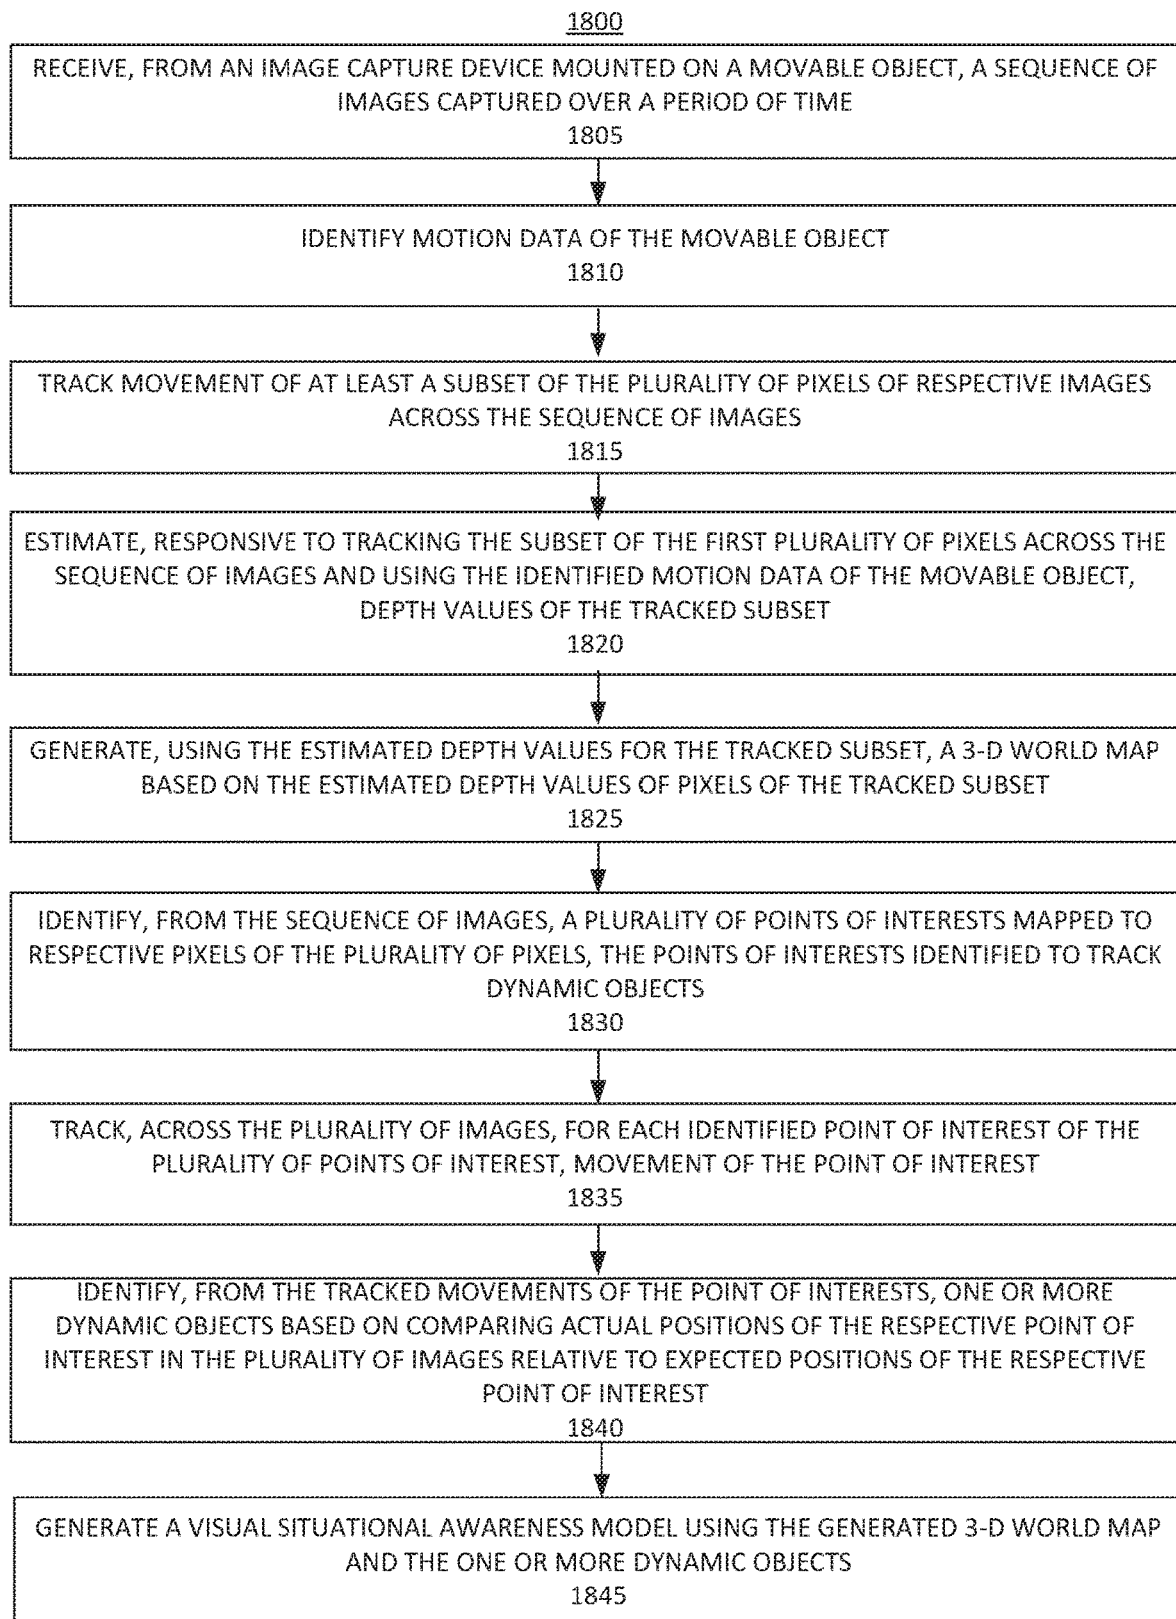 1800
RECEIVE, FROM AN IMAGE CAPTURE DEVICE MOUNTED ON A MOVABLE OBJECT, A SEQUENCE OF
IMAGES CAPTURED OVER A PERIOD OF TIME
1805
IDENTIFY MOTION DATA OF THE MOVABLE OBJECT
1810
TRACK MOVEMENT OF AT LEAST A SUBSET OF THE PLURALITY OF PIXELS OF RESPECTIVE IMAGES
ACROSS THE SEQUENCE OF IMAGES
1815
ESTIMATE, RESPONSIVE TO TRACKING THE SUBSET OF THE FIRST PLURALITY OF PIXELS ACROSS THE
SEQUENCE OF IMAGES AND USING THE IDENTIFIED MOTION DATA OF THE MOVABLE OBJECT,
DEPTH VALUES OF THE TRACKED SUBSET
1820
GENERATE, USING THE ESTIMATED DEPTH VALUES FOR THE TRACKED SUBSET, A 3-D WORLD MAP
BASED ON THE ESTIMATED DEPTH VALUES OF PIXELS OF THE TRACKED SUBSET
1825
IDENTIFY, FROM THE SEQUENCE OF IMAGES, A PLURALITY OF POINTS OF INTERESTS MAPPED TO
RESPECTIVE PIXELS OF THE PLURALITY OF PIXELS, THE POINTS OF INTERESTS IDENTIFIED TO TRACK
DYNAMIC OBJECTS
1830
TRACK, ACROSS THE PLURALITY OF IMAGES, FOR EACH IDENTIFIED POINT OF INTEREST OF THE
PLURALITY OF POINTS OF INTEREST, MOVEMENT OF THE POINT OF INTEREST
1835
IDENTIFY, FROM THE TRACKED MOVEMENTS OF THE POINT OF INTERESTS, ONE OR MORE
DYNAMIC OBJECTS BASED ON COMPARING ACTUAL POSITIONS OF THE RESPECTIVE POINT OF
INTEREST IN THE PLURALITY OF IMAGES RELATIVE TO EXPECTED POSITIONS OF THE RESPECTIVE
POINT OF INTEREST
1840
GENERATE A VISUAL SITUATIONAL AWARENESS MODEL USING THE GENERATED 3-D WORLD MAP
AND THE ONE OR MORE DYNAMIC OBJECTS
1845